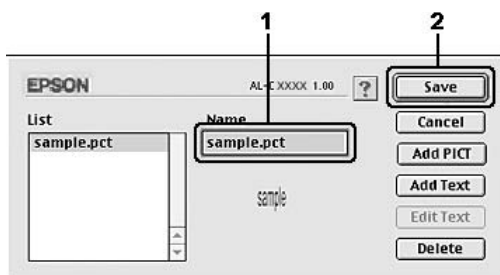 1 2
EPSON AL-C XXXX 1.00 ? Save
List Name Cancel
sample.pct sample.pct
Add PICT
sample Add Text
Edit Text
Delete